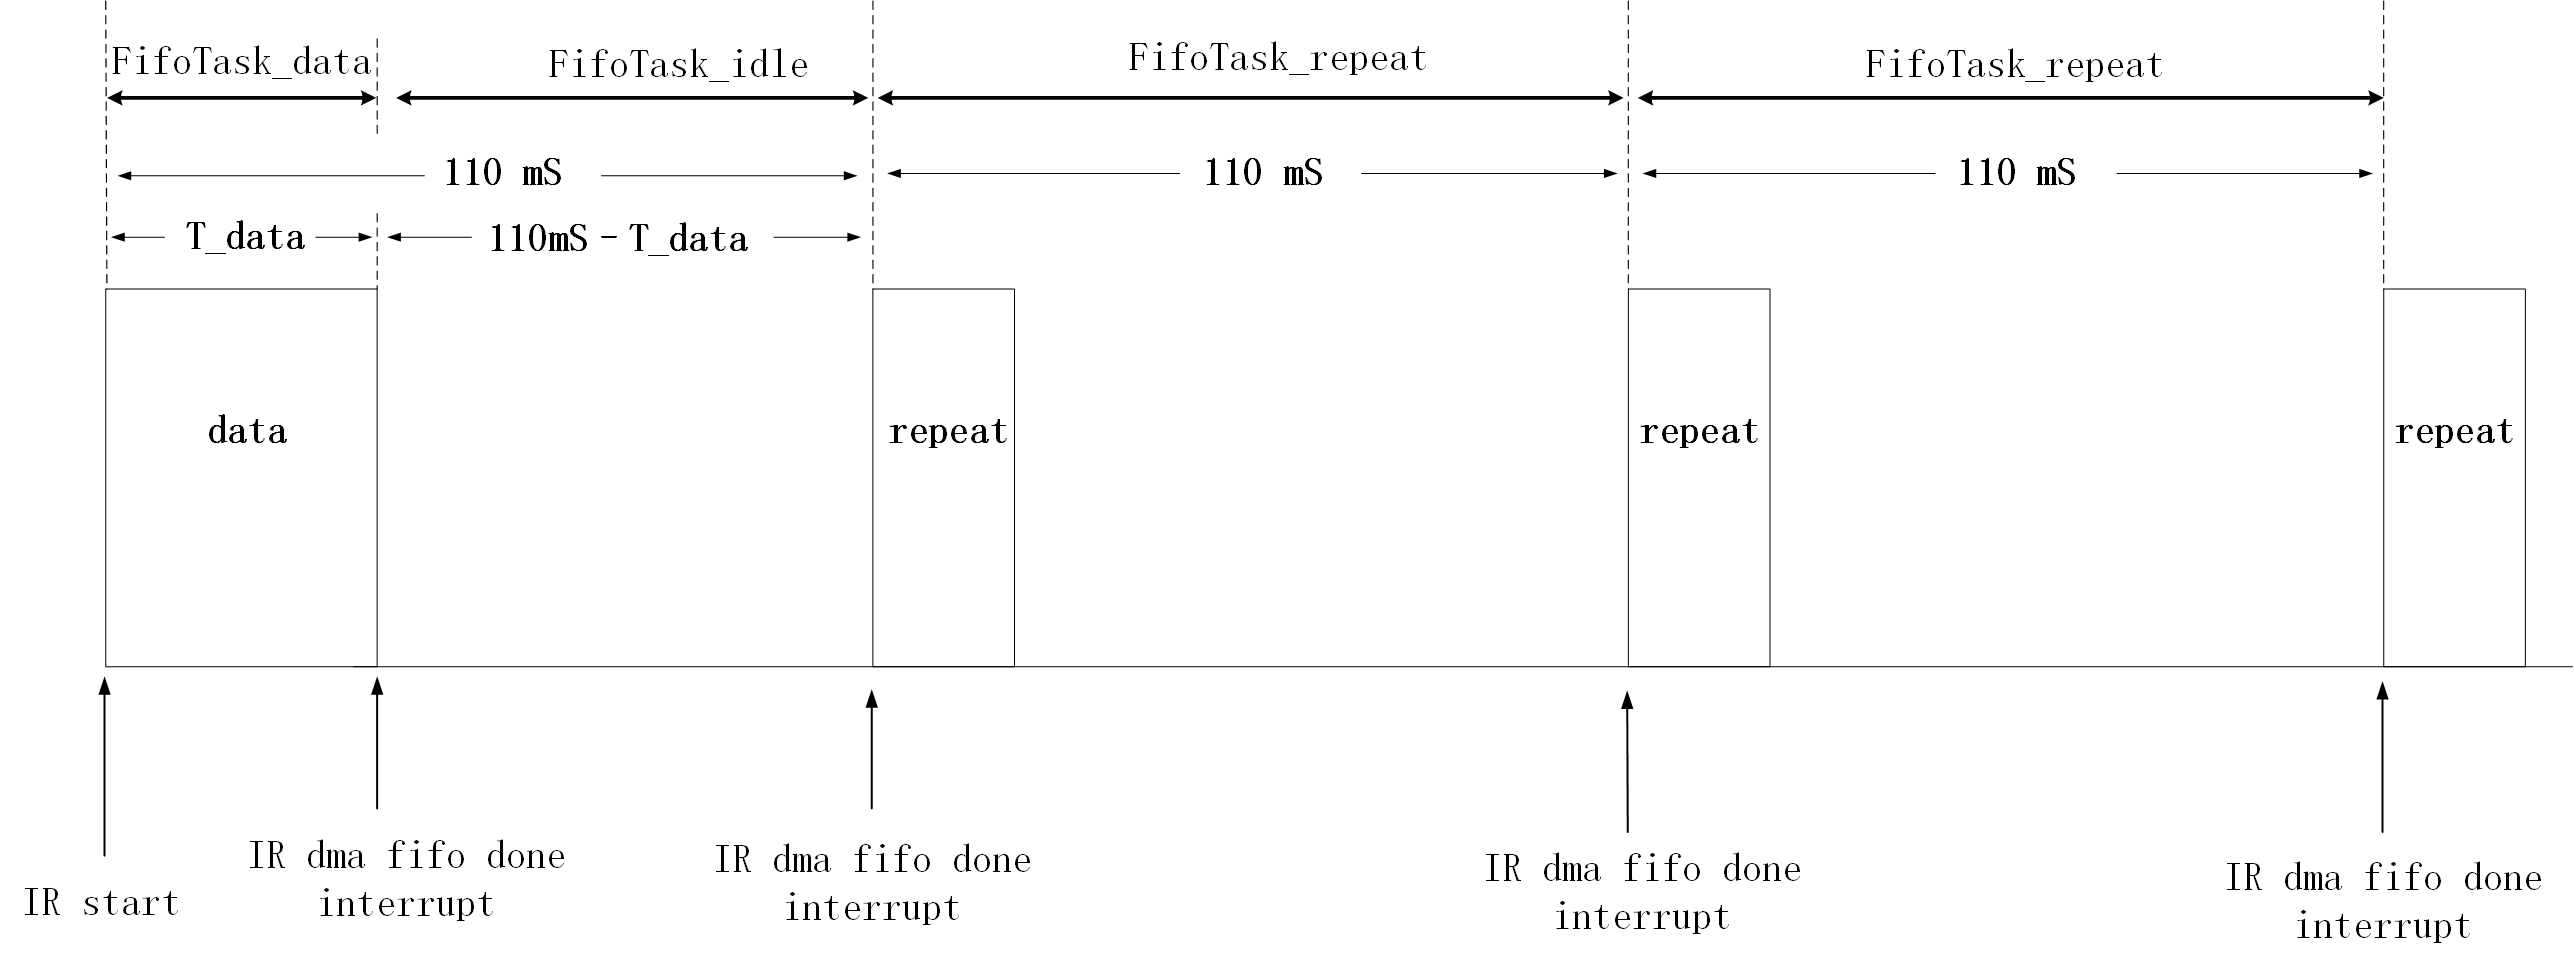 FifoTask_data
FifoTask_idle
FifoTask_repeat
FifoTask_repeat
110 mS
110 mS
110 mS
T_data
110mS-T_data
data
repeat
repeat
repeat
IR start
IR dma fifo done
interrupt
IR dma fifo done
interrupt
IR dma fifo done
interrupt
IR dma fifo done
interrupt